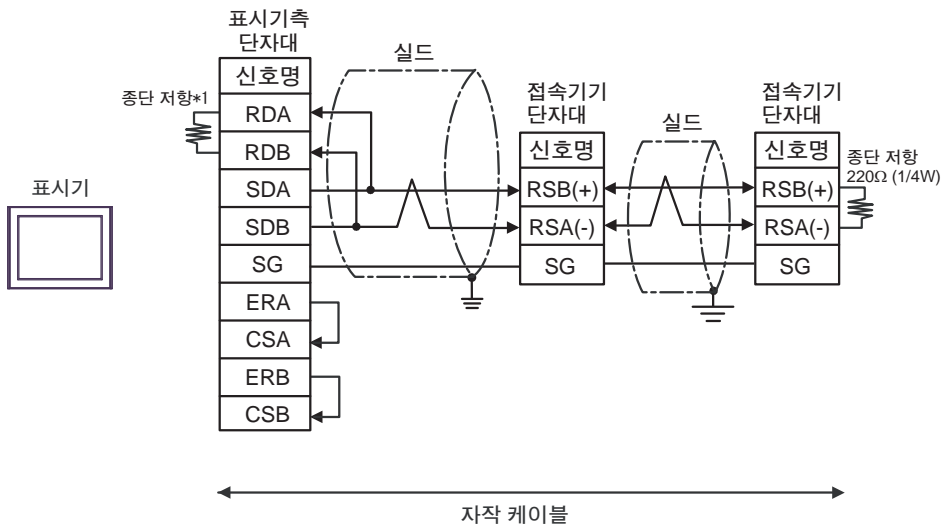 표시기측
단자대
신호명
RDA
RDB
SDA
SDB
SG
ERA
CSA
ERB
CSB
종단 저항*1
표시기
실드
접속기기
단자대
신호명
RSB(+)
RSA(-)
SG
실드
접속기기
단자대
신호명
RSB(+)
RSA(-)
SG
종단 저항
220Ω (1/4W)
자작 케이블